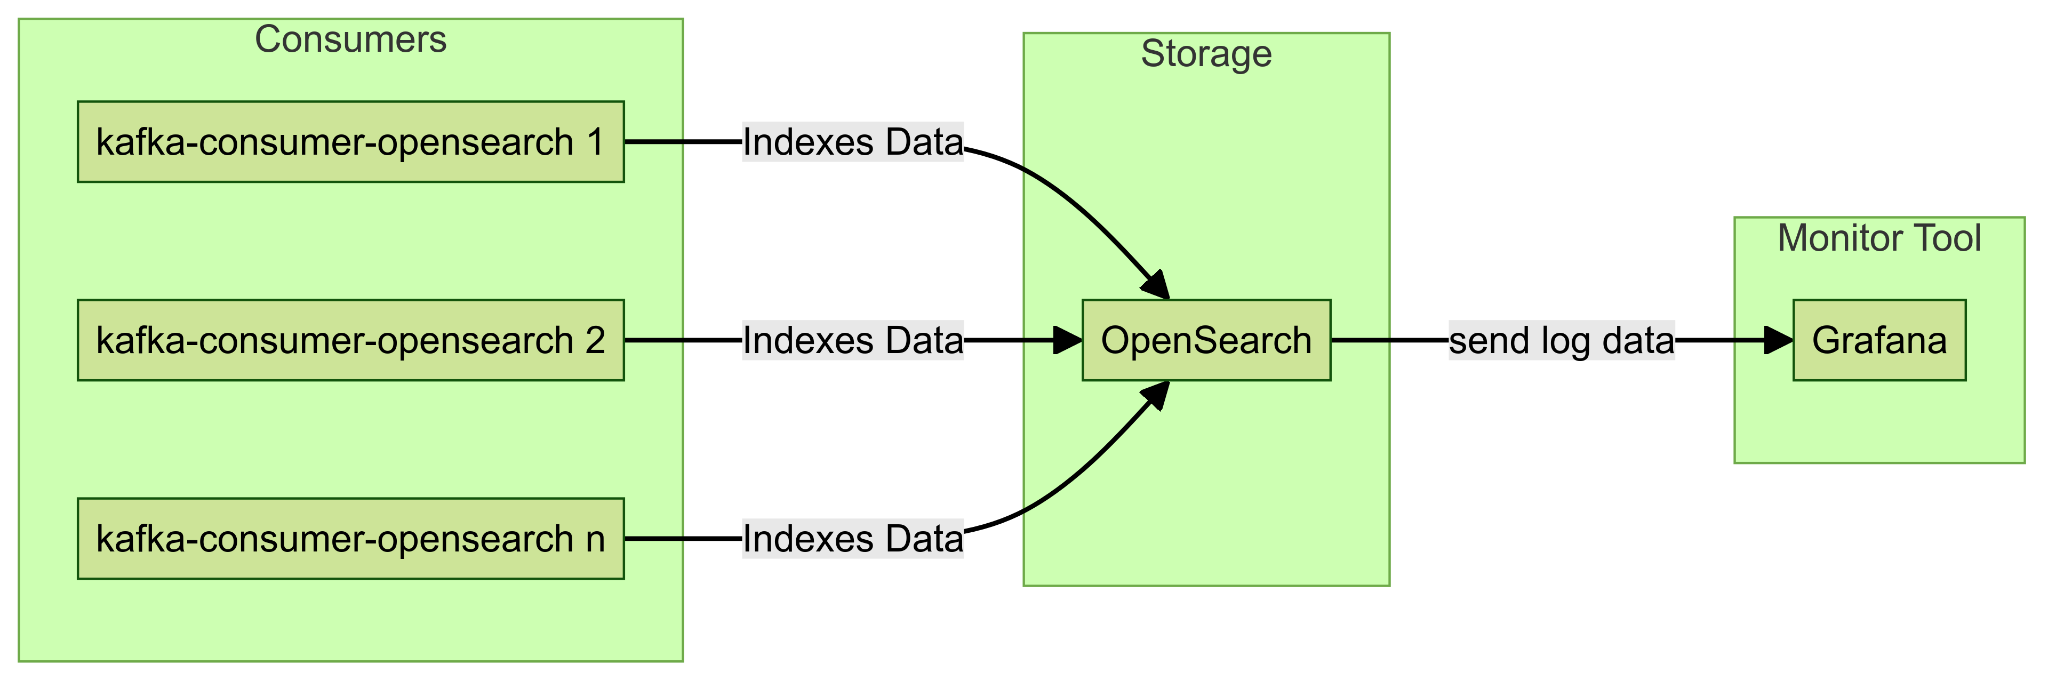 Consumers
kafka-consumer-opensearch 1
kafka-consumer-opensearch 2
kafka-consumer-opensearch n
Indexes Data
Indexes Data
Indexes Data
Storage
OpenSearch
send log data
Monitor Tool
Grafana